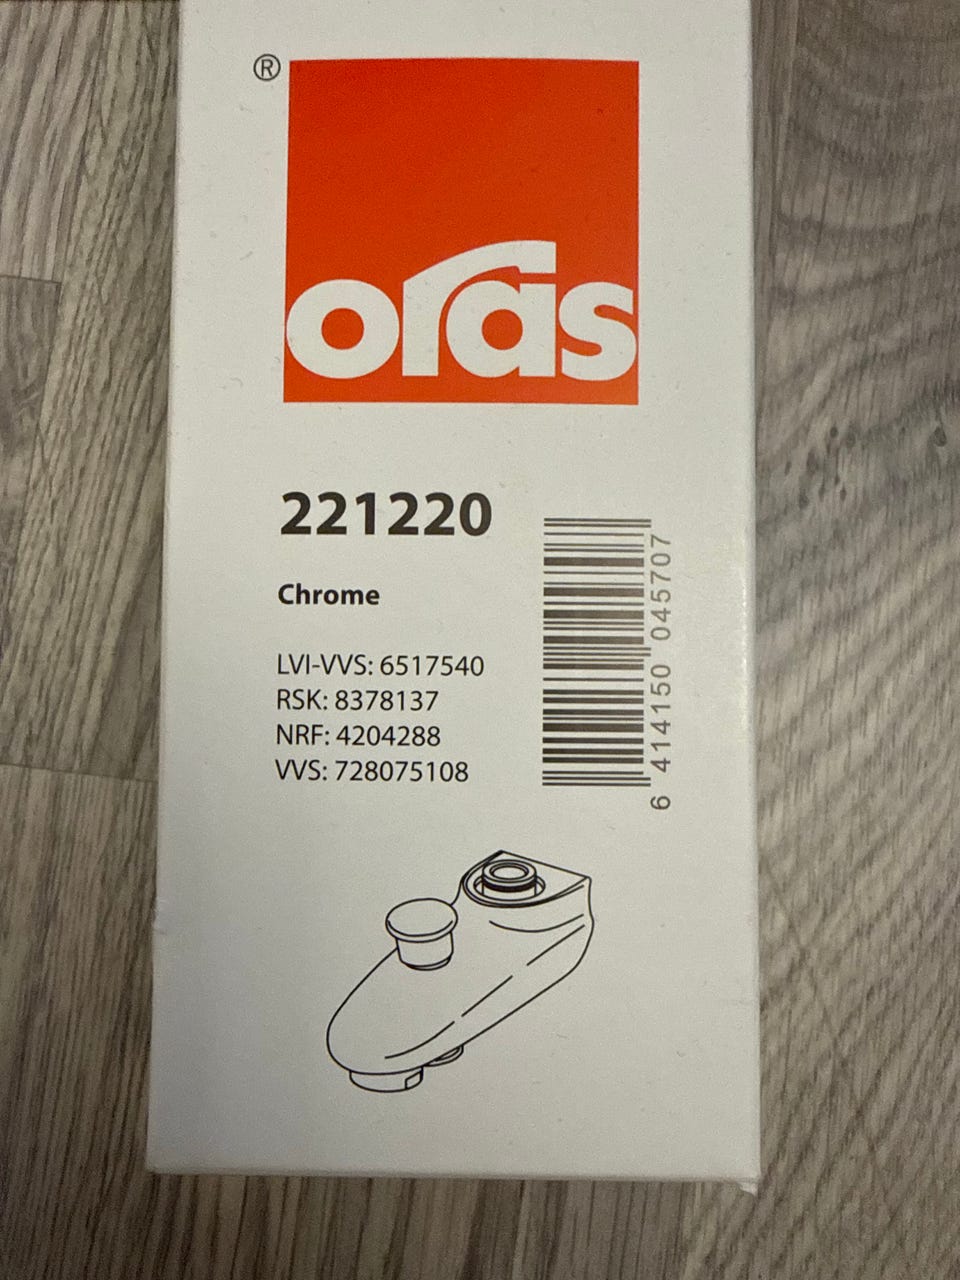 ®
oras
221220
Chrome
LVI-VVS: 6517540
RSK: 8378137
NRF: 4204288
VVS: 728075108
6 414150 045707